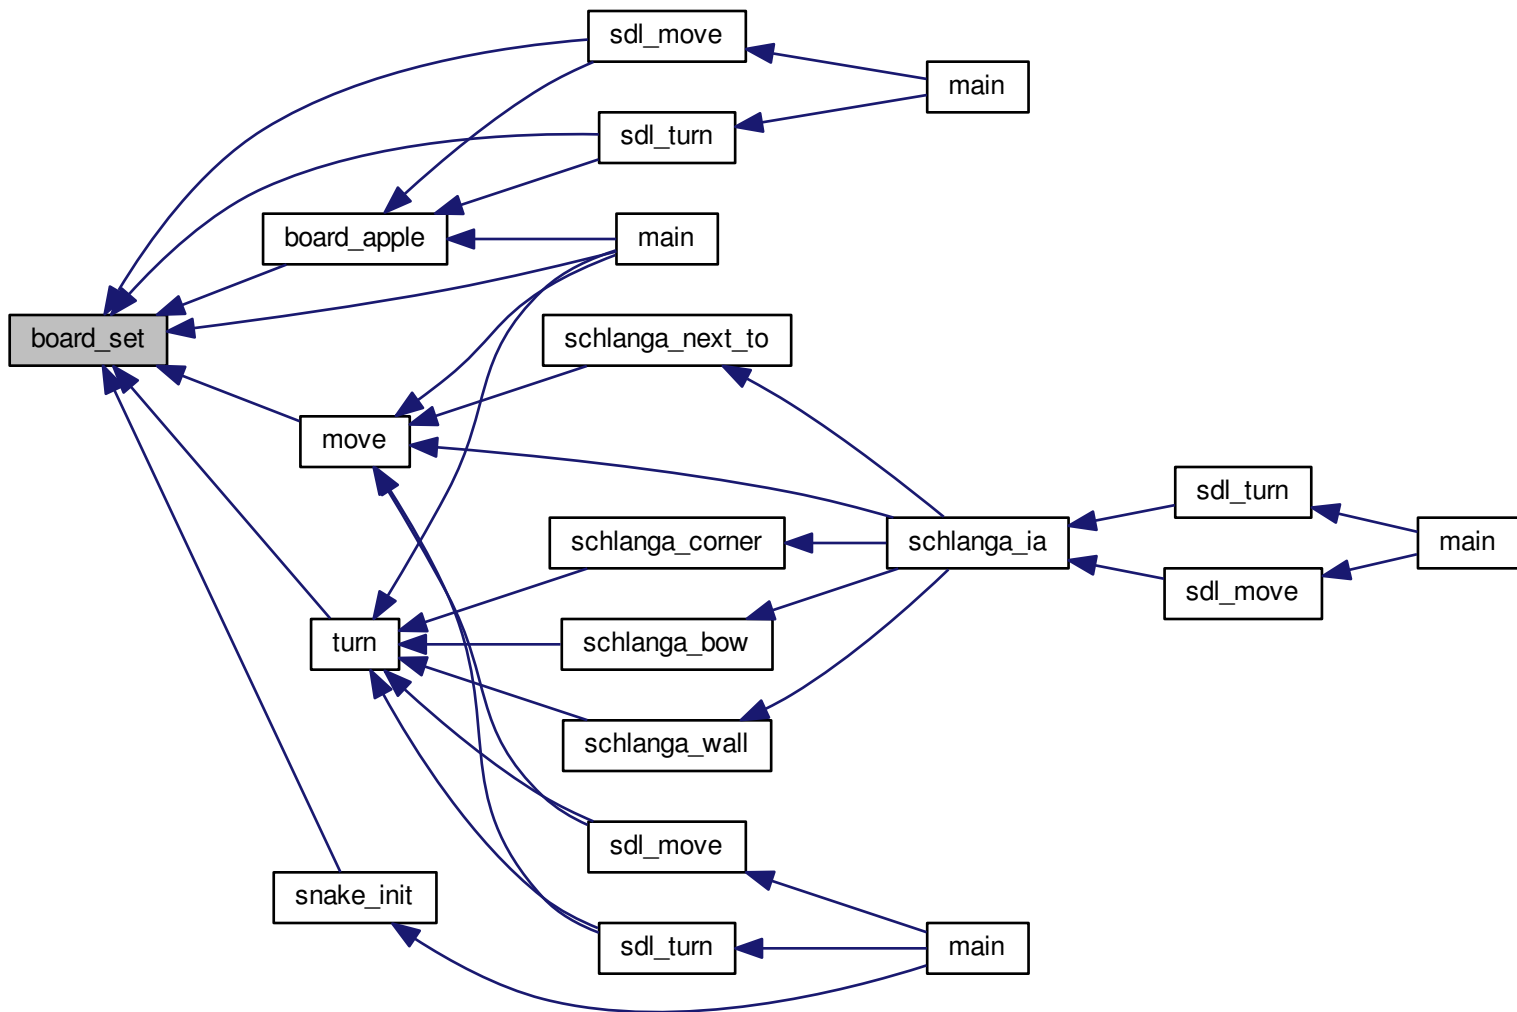 sdl_move
main
sdl_turn
board_apple
main
board_set
schlanga_next_to
move
sdl_turn
schlanga_corner
schlanga_ia
main
sdl_move
turn
schlanga_bow
schlanga_wall
sdl_move
snake_init
sdl_turn
main